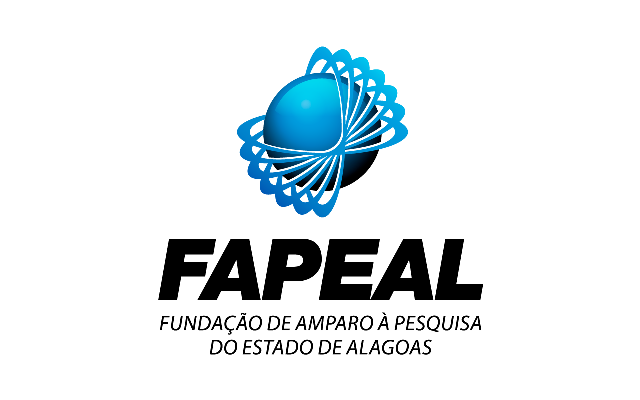 FAPEAL
FUNDAÇÃO DE AMPARO À PESQUISA
DO ESTADO DE ALAGOAS